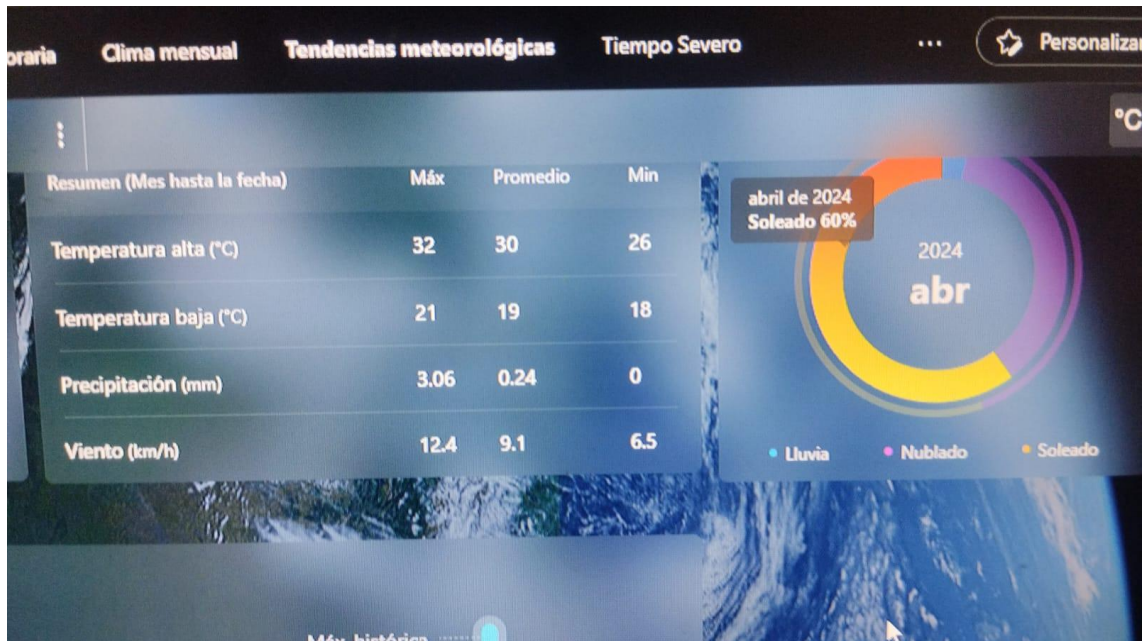 oraria Clima mensual Tendencias meteorológicas Tiempo Severo ... Personalizar
°C
Resumen (Mes hasta la fecha) Máx Promedio Min
Temperatura alta (°C) 32 30 26
Temperatura baja (°C) 21 19 18
Precipitación (mm) 3.06 0.24 0
Viento (km/h) 12.4 9.1 6.5
abril de 2024
Soleado 60%
2024
abr
Lluvia Nublado Soleado
Máx. histórica